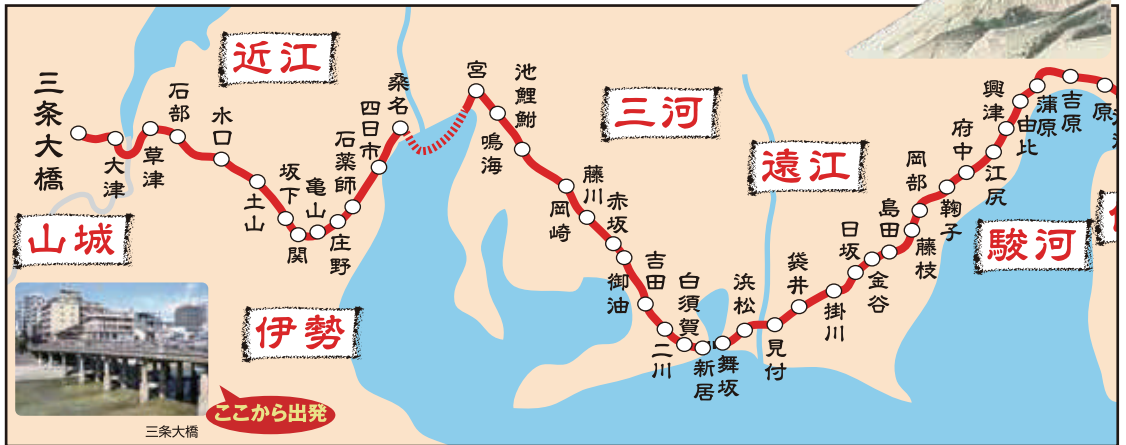 三条大橋
大津
草津
石部
水口
土山
坂下
関
亀山
庄野
石薬師
四日市
桑名
宮
鳴海
池鯉鮒
岡崎
藤川
赤坂
御油
吉田
二川
白須賀
新居
舞坂
浜松
見付
袋井
掛川
日坂
金谷
島田
藤枝
岡部
鞠子
府中
江尻
興津
由比
蒲原
吉原
原
近江
山城
伊勢
三河
遠江
駿河
ここから出発
三条大橋